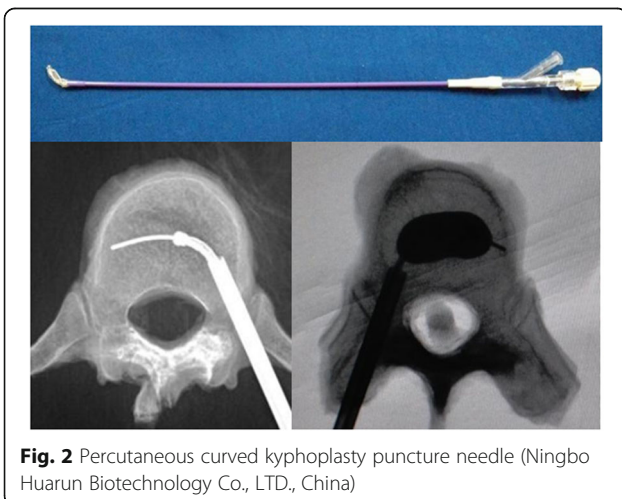 Fig. 2 Percutaneous curved kyphoplasty puncture needle (Ningbo
Huarun Biotechnology Co., LTD., China)